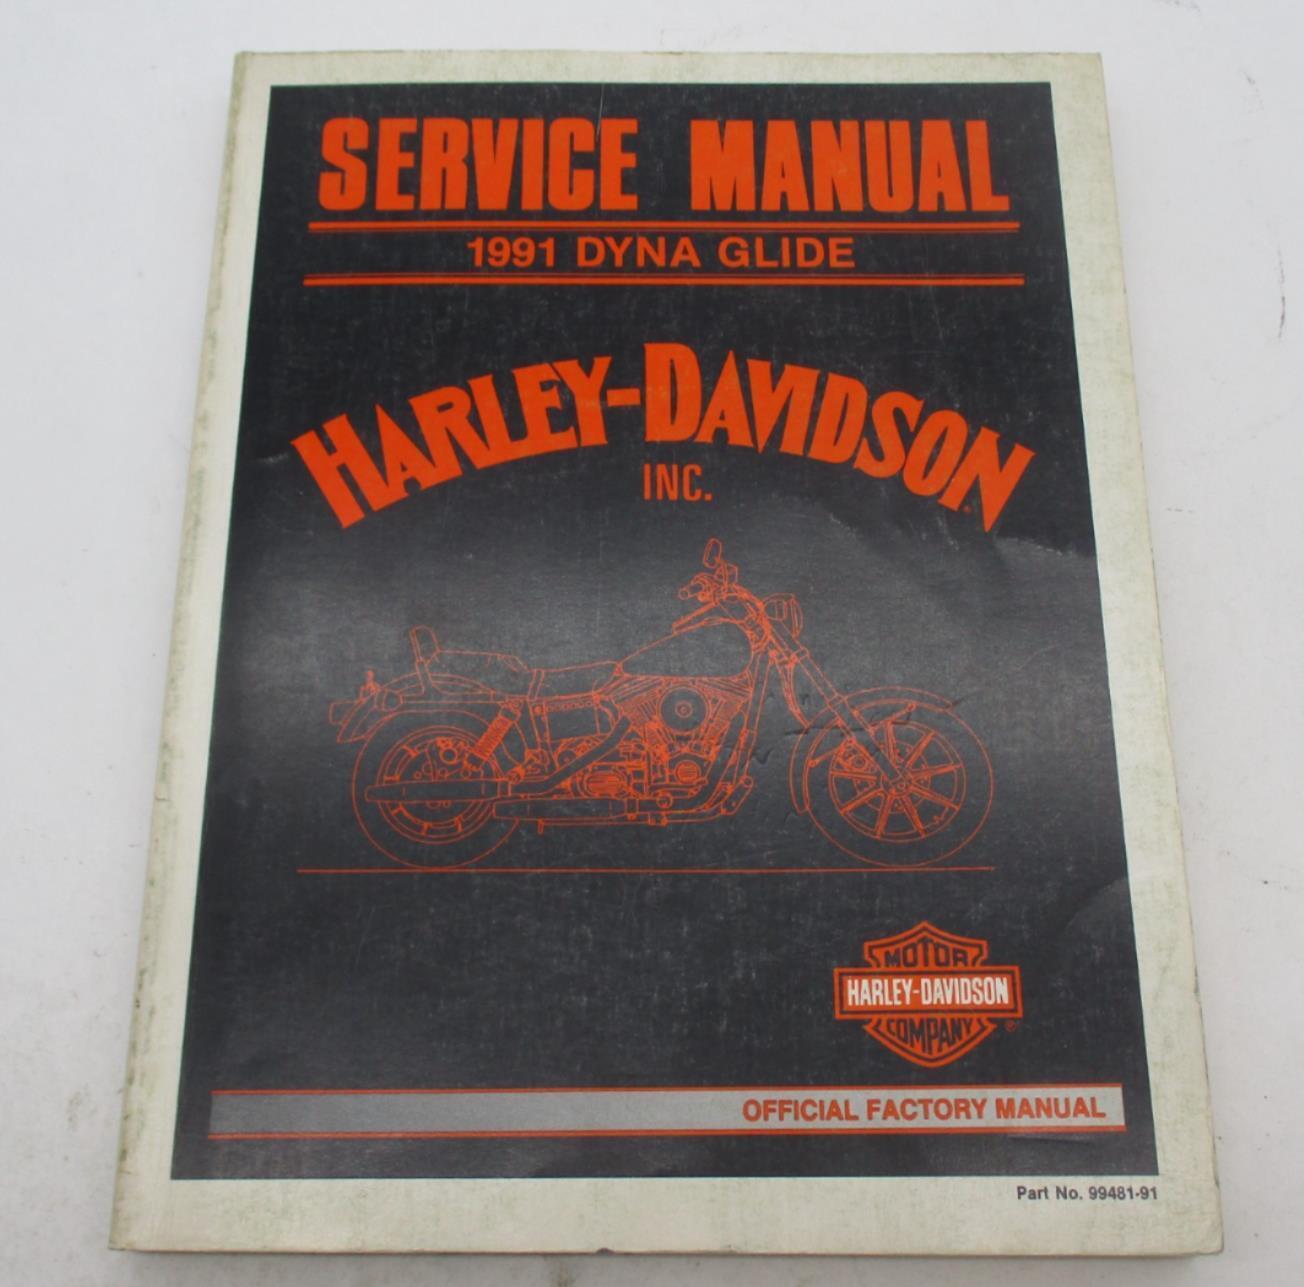 SERVICE MANUAL
1991 DYNA GLIDE
HARLEY-DAVIDSON
INC.
MOTOR
HARLEY-DAVIDSON
COMPANY ®
OFFICIAL FACTORY MANUAL
Part No. 99481-91